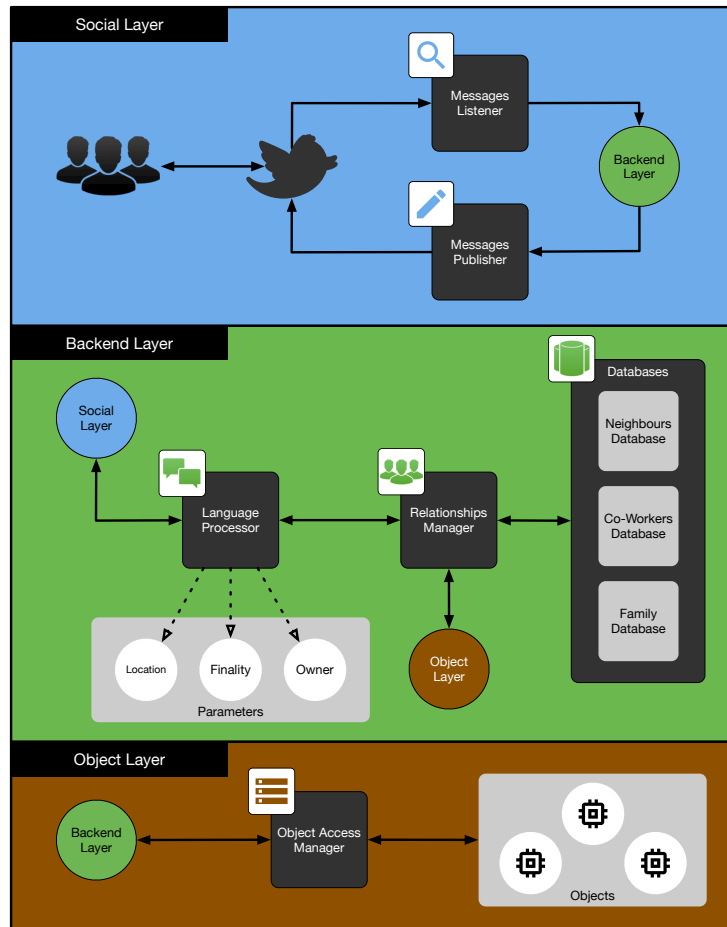 Social Layer
Messages
Listener
Backend
Layer
Messages
Publisher
Backend Layer
Databases
Social
Layer
Neighbours
Database
Language
Processor
Relationships
Manager
Co-Workers
Database
Family
Database
Location
Finality
Owner
Object
Layer
Parameters
Object Layer
Backend
Layer
Object Access
Manager
Objects